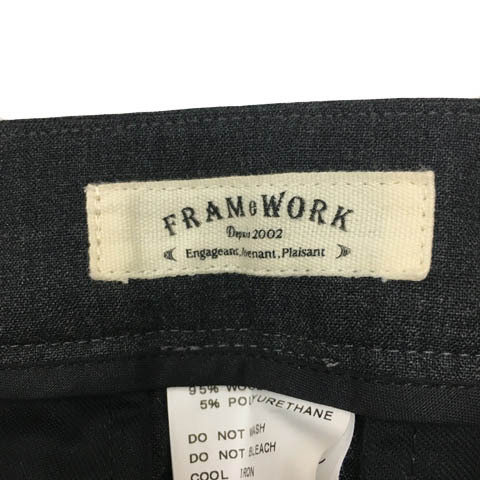 FRAMeWORK
Depuis 2002
Engageant, Avenant, Plaisant
95% WOOL
5% POLYURETHANE
DO NOT WASH
DO NOT BLEACH
COOL IRON